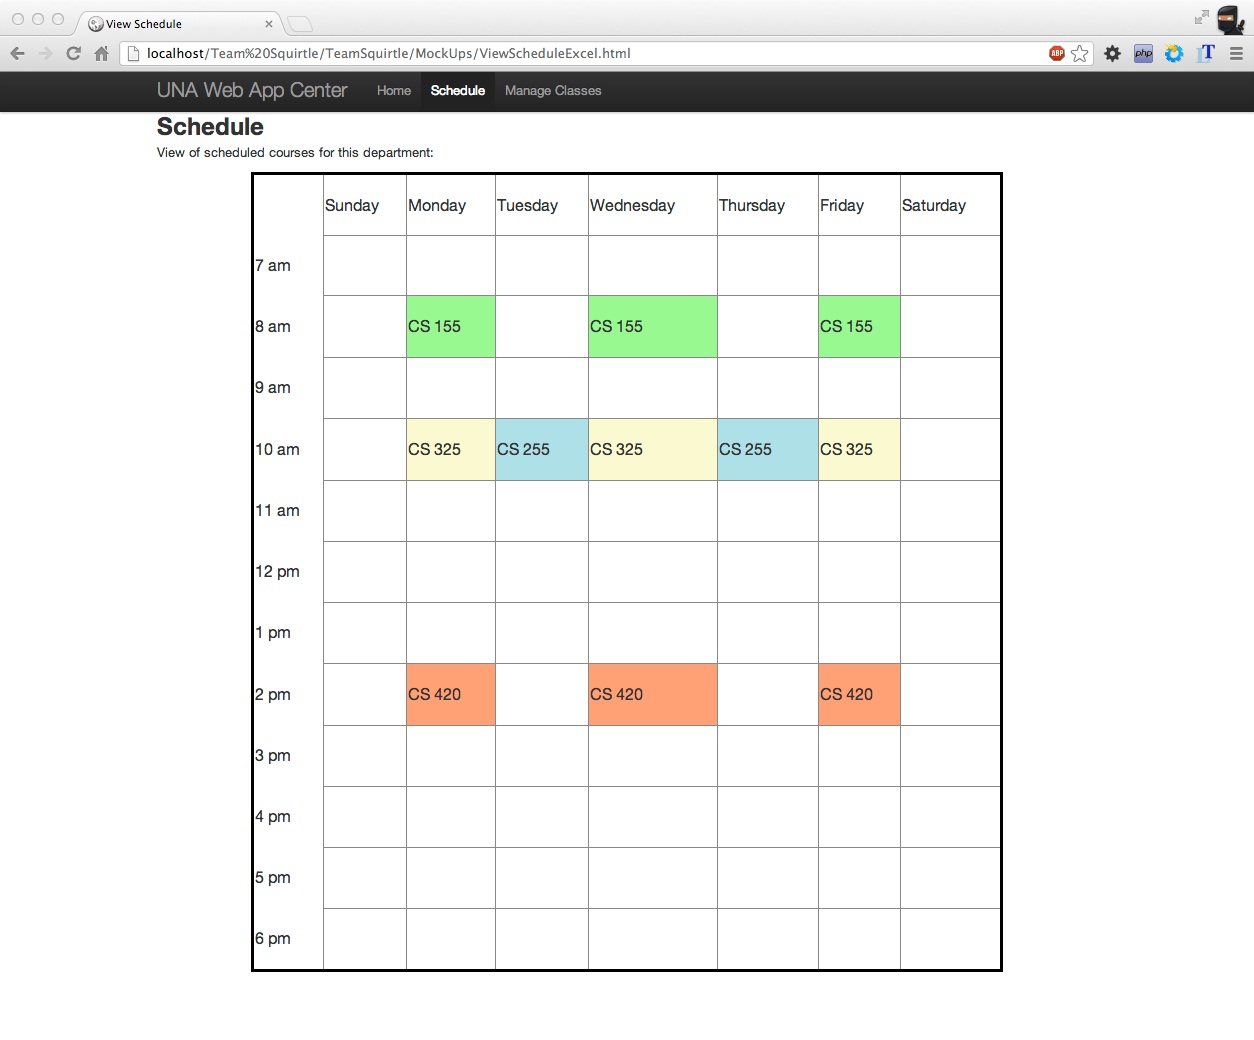 View Schedule
localhost/Team%20Squirtle/TeamSquirtle/MockUps/ViewScheduleExcel.html
ABP
php
T
UNA Web App Center Home Schedule Manage Classes
Schedule
View of scheduled courses for this department:
Sunday Monday Tuesday Wednesday Thursday Friday Saturday
7 am
8 am CS 155 CS 155 CS 155
9 am
10 am CS 325 CS 255 CS 325 CS 255 CS 325
11 am
12 pm
1 pm
2 pm CS 420 CS 420 CS 420
3 pm
4 pm
5 pm
6 pm